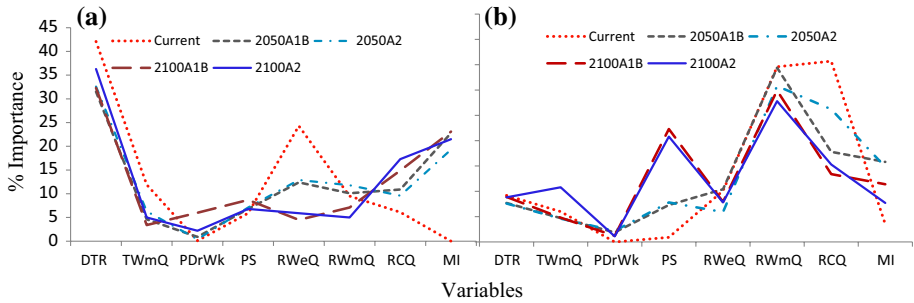 (a)
(b)
Current
2050A1B
2050A2
2100A1B
2100A2
Current
2050A1B
2050A2
2100A1B
2100A2
% Importance
45
40
35
30
25
20
15
10
5
0
DTR TWmQ PDrWk PS RWeQ RWmQ RCQ MI
DTR TWmQ PDrWk PS RWeQ RWmQ RCQ MI
Variables